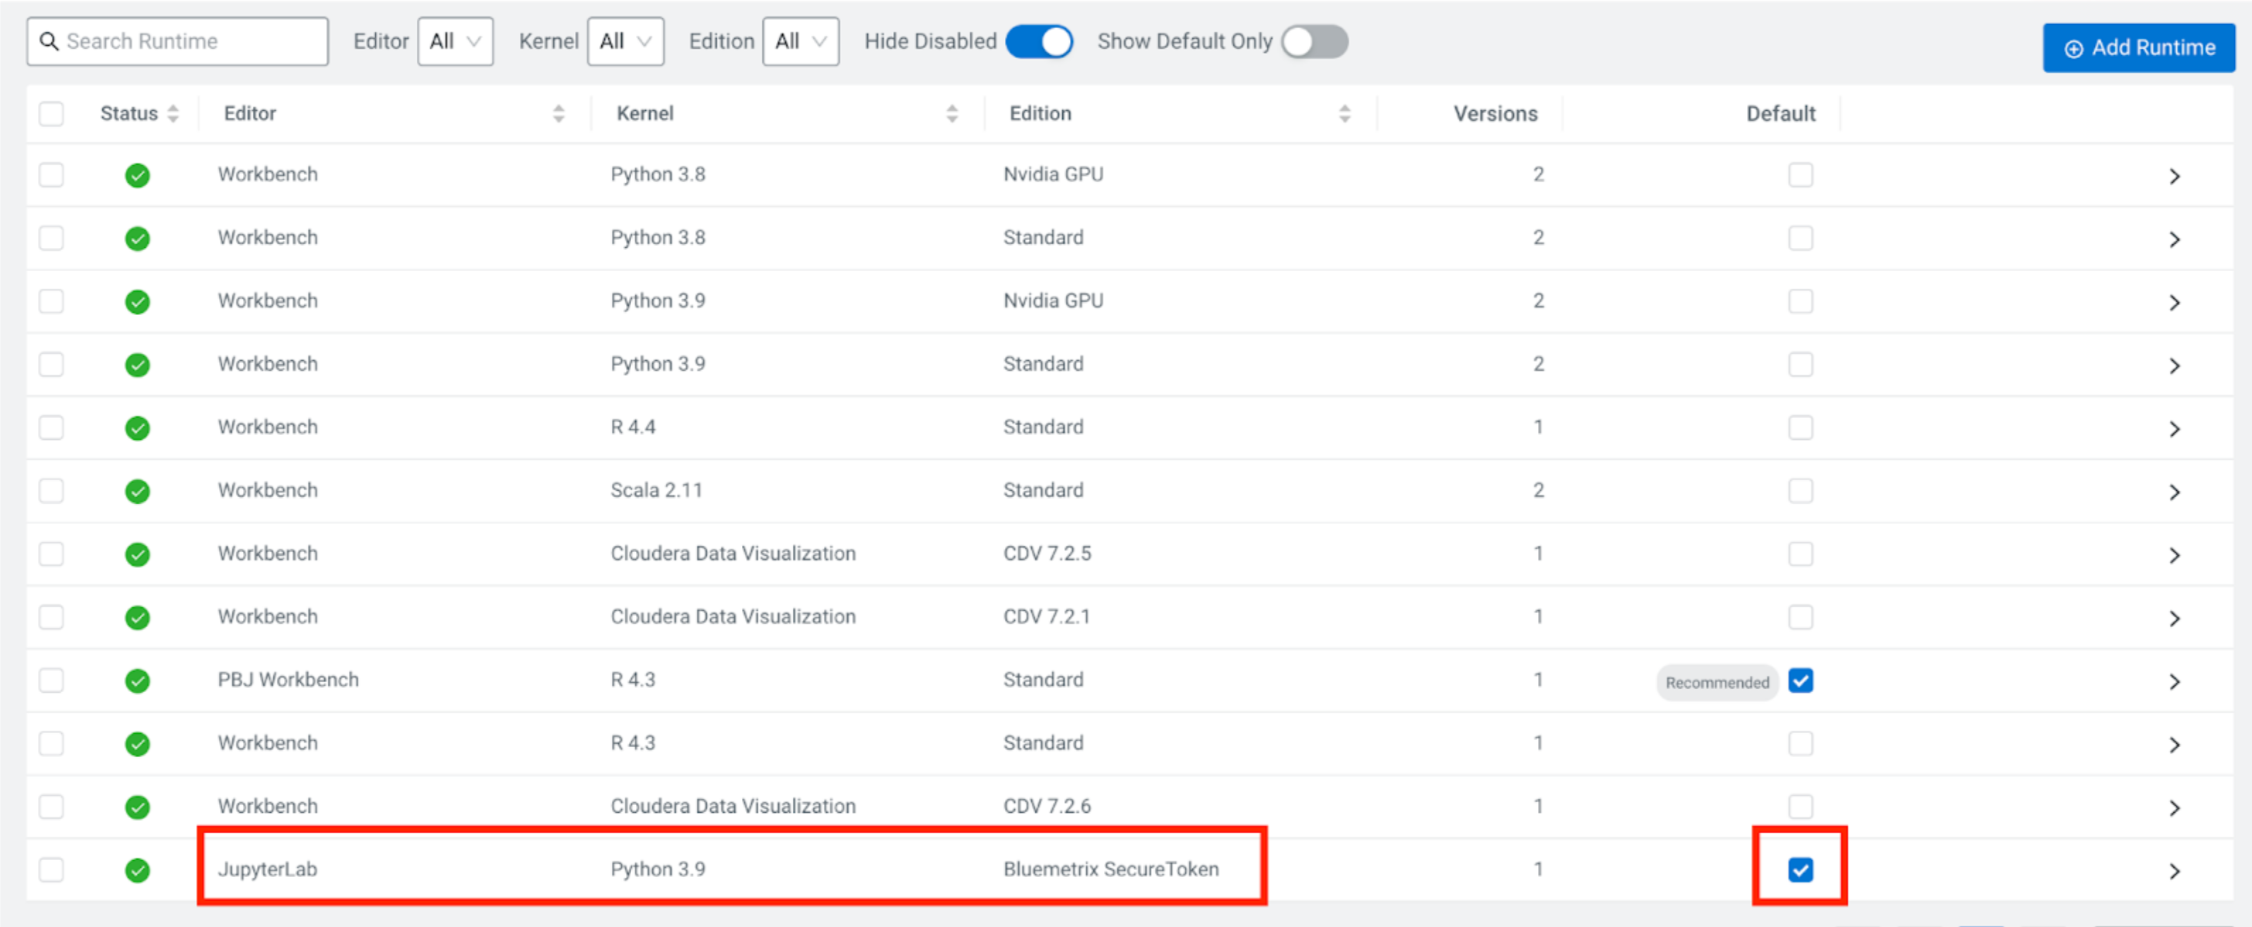 Search Runtime Editor All Kernel All Edition All Hide Disabled Show Default Only Add Runtime
Status Editor Kernel Edition Versions Default
Workbench Python 3.8 Nvidia GPU 2
Workbench Python 3.8 Standard 2
Workbench Python 3.9 Nvidia GPU 2
Workbench Python 3.9 Standard 2
Workbench R 4.4 Standard 1
Workbench Scala 2.11 Standard 2
Workbench Cloudera Data Visualization CDV 7.2.5 1
Workbench Cloudera Data Visualization CDV 7.2.1 1
PBJ Workbench R 4.3 Standard 1 Recommended
Workbench R 4.3 Standard 1
Workbench Cloudera Data Visualization CDV 7.2.6 1
JupyterLab Python 3.9 Bluemetrix SecureToken 1